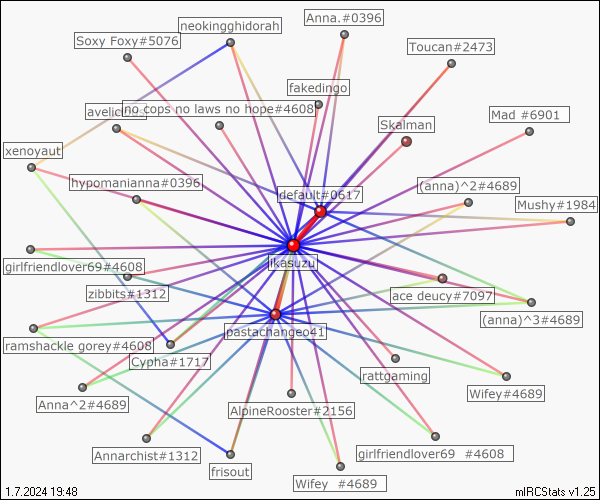 neokingghidorah
Anna.#0396
Soxy Foxy#5076
Toucan#2473
fakedingo
no cops no laws no hope#4608
Mad #6901
Skalman
xenoyaut
hypomanianna#0396
default#0617
(anna)^2#4689
Mushy#1984
jikasuzu
girlfriendlover69#4608
zibbits#1312
ace deucy#7097
(anna)^3#4689
pastachangeo41
ramshackle gorey#4608
Cypha#1717
rattgaming
Wifey#4689
Anna^2#4689
AlpineRooster#2156
Annarchist#1312
girlfriendlover69 #4608
frisout
Wifey #4689
1.7.2024 19:48
mIRCStats v1.25